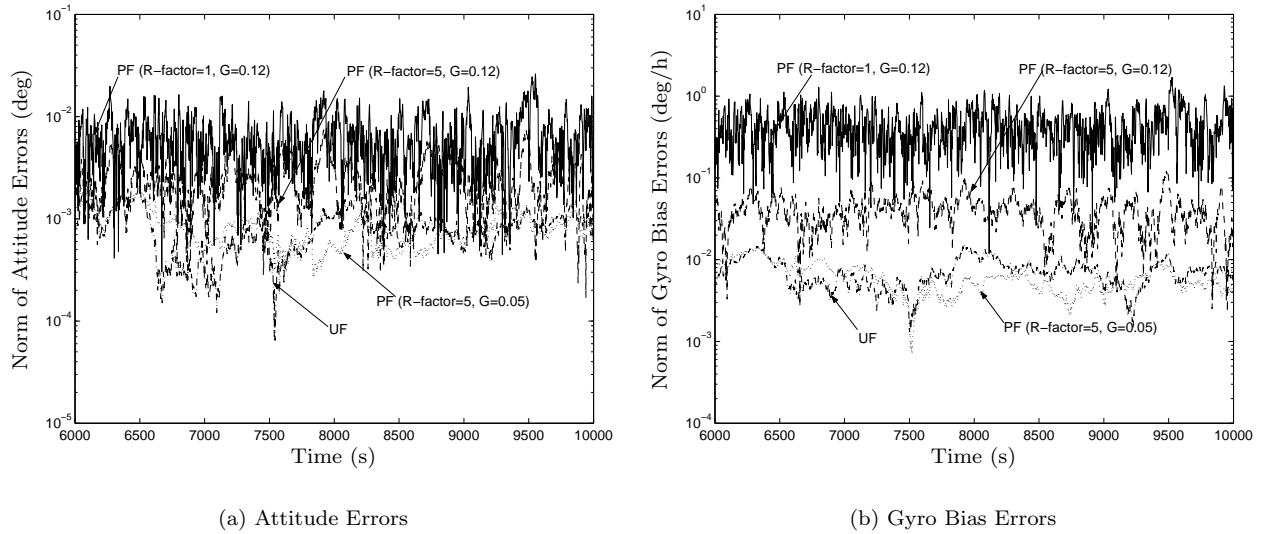 10^{-1}
10^{-2}
10^{-3}
10^{-4}
10^{-5}
Norm of Attitude Errors (deg)
PF (R−factor=1, G=0.12)
PF (R−factor=5, G=0.12)
PF (R−factor=5, G=0.05)
UF
6000 6500 7000 7500 8000 8500 9000 9500 10000
Time (s)
(a) Attitude Errors
10^{1}
10^{0}
10^{-1}
10^{-2}
10^{-3}
10^{-4}
Norm of Gyro Bias Errors (deg/h)
PF (R−factor=1, G=0.12)
PF (R−factor=5, G=0.12)
PF (R−factor=5, G=0.05)
UF
6000 6500 7000 7500 8000 8500 9000 9500 10000
Time (s)
(b) Gyro Bias Errors